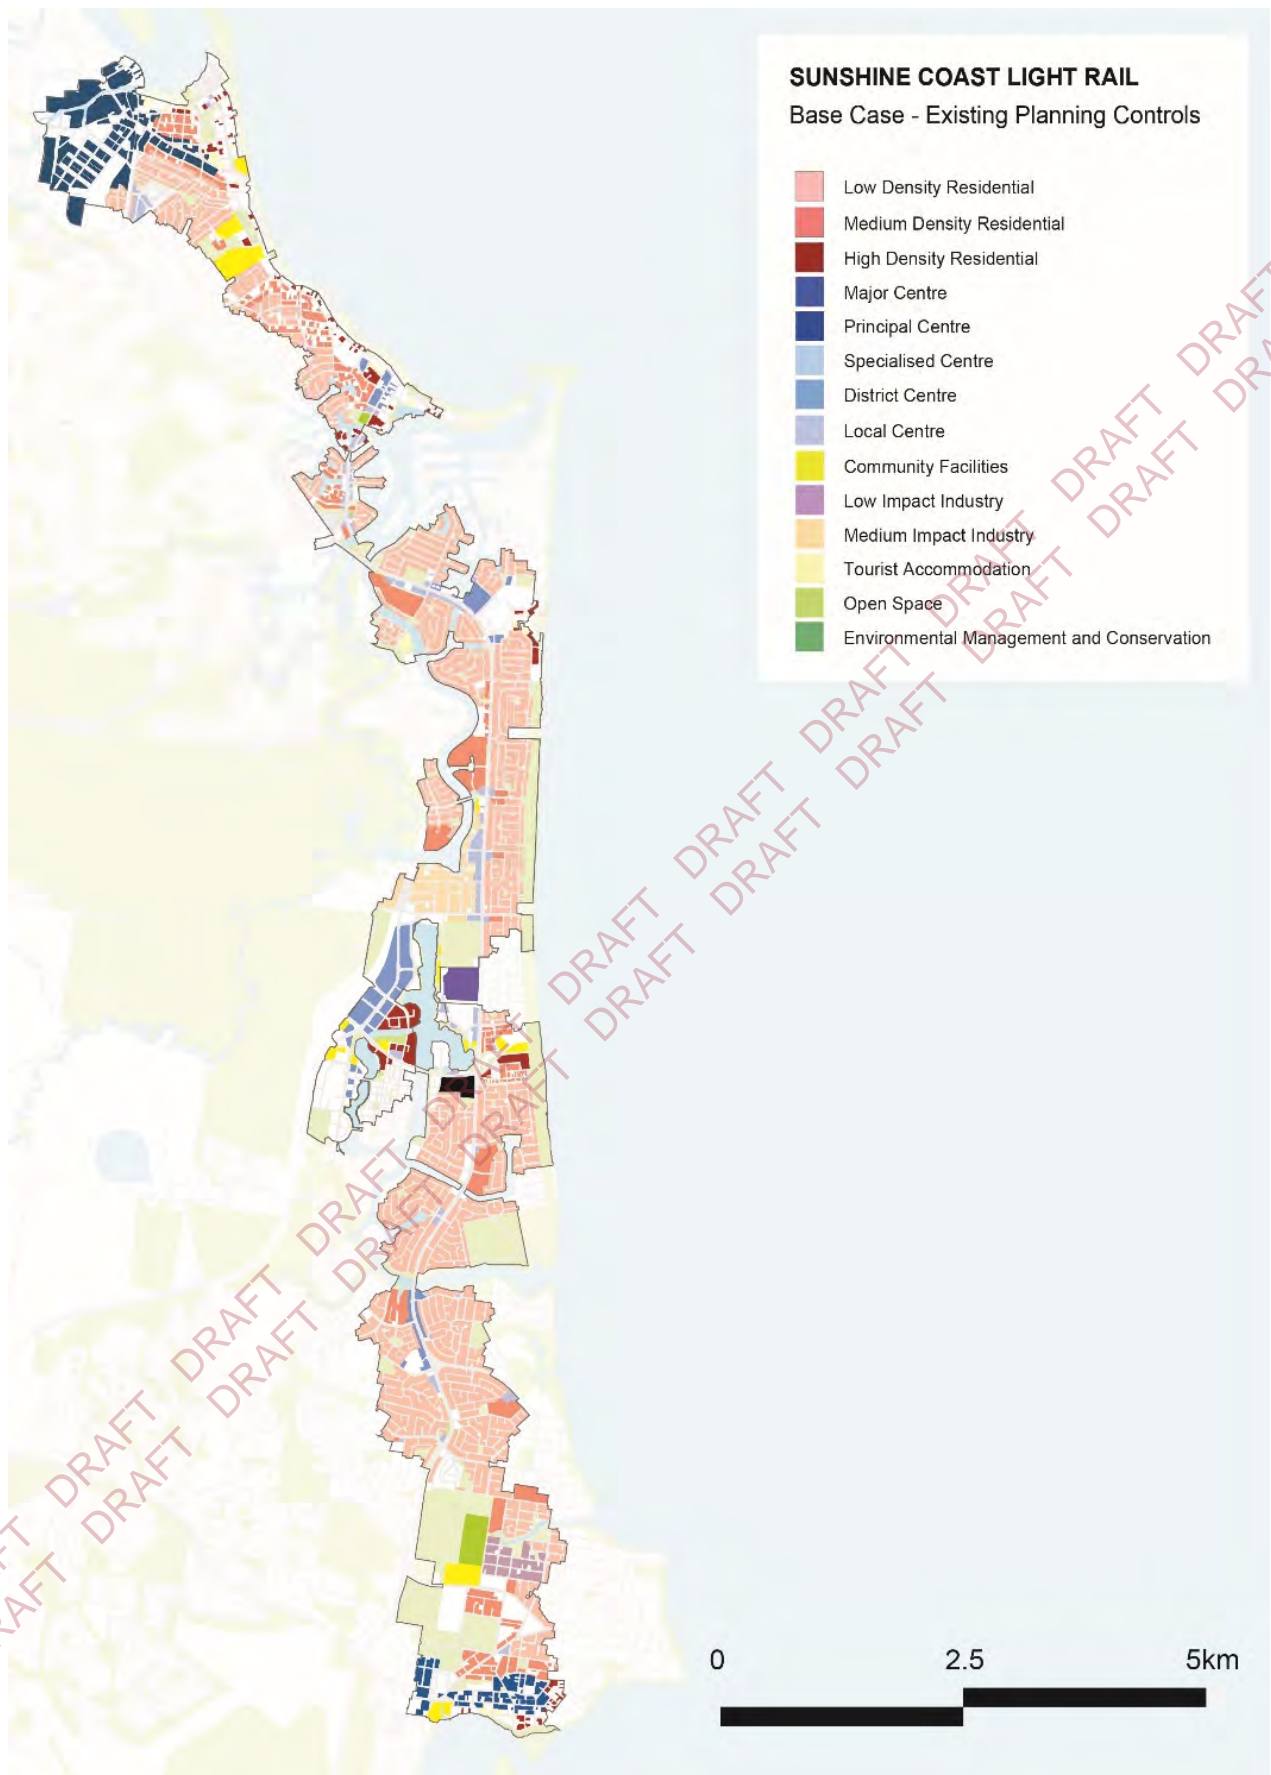 SUNSHINE COAST LIGHT RAIL
Base Case - Existing Planning Controls
Low Density Residential
Medium Density Residential
High Density Residential
Major Centre
Principal Centre
Specialised Centre
District Centre
Local Centre
Community Facilities
Low Impact Industry
Medium Impact Industry
Tourist Accommodation
Open Space
Environmental Management and Conservation
DRAFT DRAFT DRAFT DRAFT DRAFT DRAFT DRAFT DRAFT DRAFT DRAFT
DRAFT DRAFT DRAFT DRAFT DRAFT DRAFT DRAFT DRAFT DRAFT
0 2.5 5km